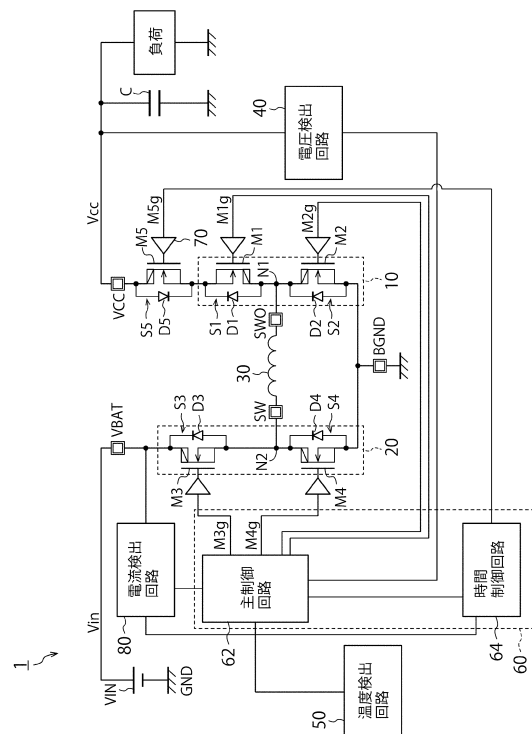 1
Vin
VIN
GND
80
電流検出
回路
VBAT
M3
S3
D3
N2
M4
D4
S4
20
SW
30
SWO
BGND
M3g
M4g
主制御
回路
62
温度検出
回路
50
時間
制御回路
64
60
Vcc
VCC
M5
S5
D5
70
M5g
S1
D1
M1
M1g
N1
D2
S2
M2
M2g
10
40
電圧検出
回路
C
負荷